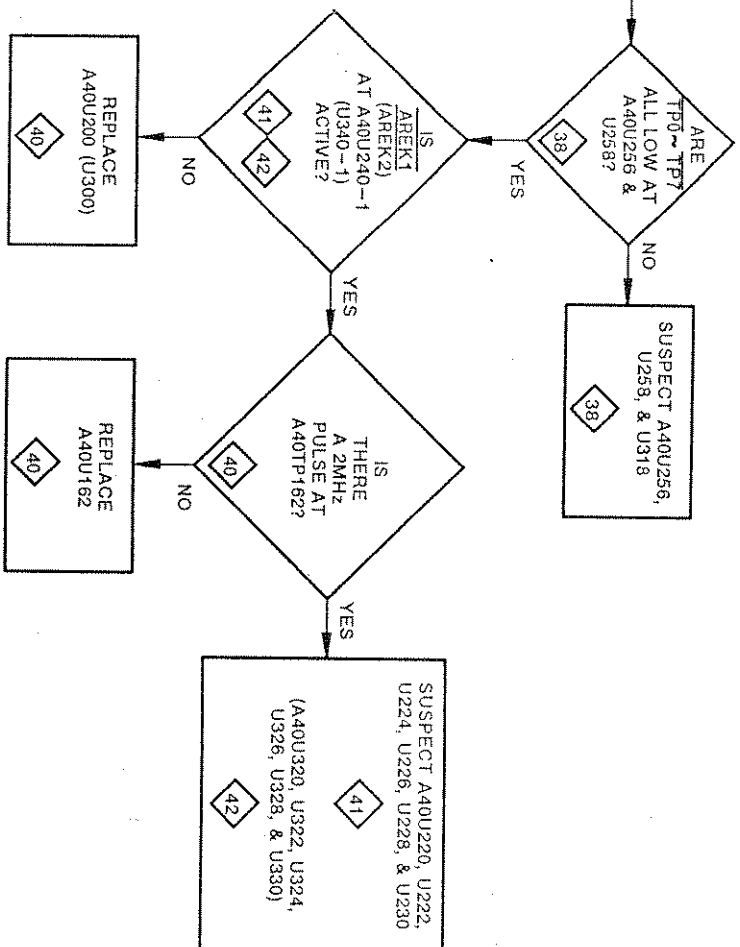 ARE
TP0~ TP7
ALL LOW AT
A40U256 &
U258?
38
NO
SUSPECT A40U256,
U258, & U318
38
YES
IS
AREK1
(AREK2)
AT A40U240-1
(U340-1)
ACTIVE?
41
42
NO
REPLACE
A40U200 (U300)
40
YES
IS
THERE
A 2MHz
PULSE AT
A40TP162?
40
NO
REPLACE
A40U162
40
YES
SUSPECT A40U220, U222,
U224, U226, U228, & U230
41
(A40U320, U322, U324,
U326, U328, & U330)
42